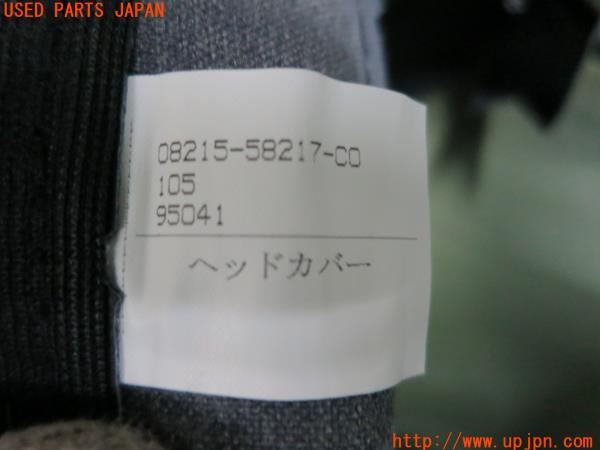 USED PARTS JAPAN
08215-58217-C0
105
95041
ヘッドカバー
http://www.upjpn.com/